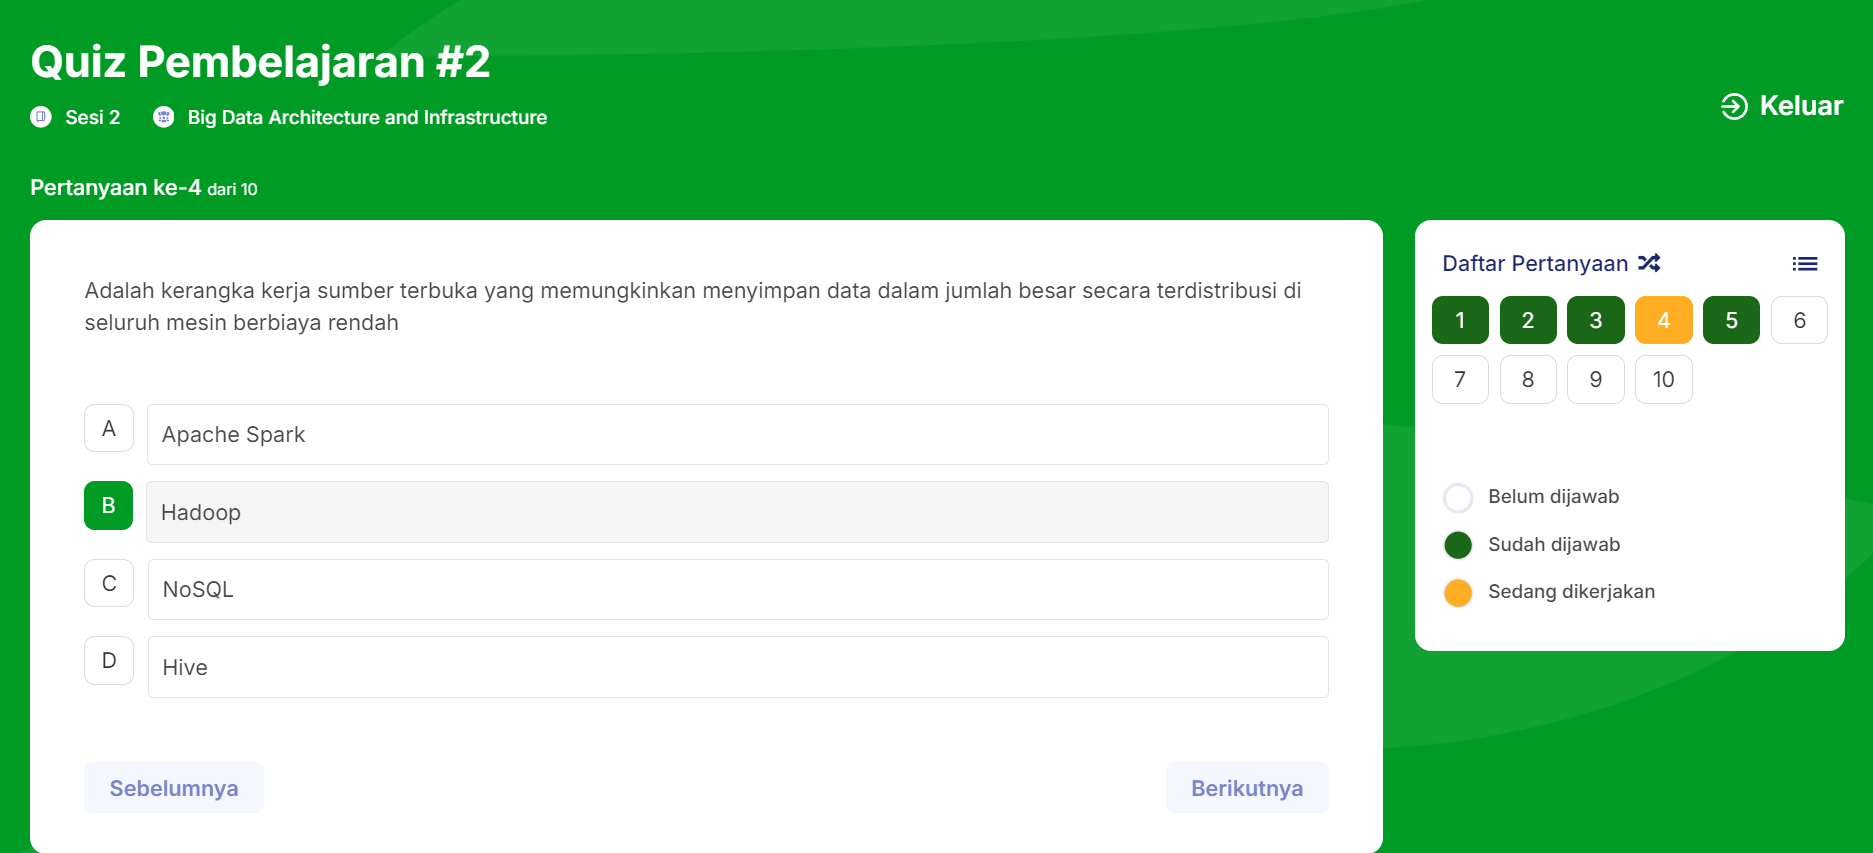 Quiz Pembelajaran #2
Sesi 2
Big Data Architecture and Infrastructure
Keluar
Pertanyaan ke-4 dari 10
Adalah kerangka kerja sumber terbuka yang memungkinkan menyimpan data dalam jumlah besar secara terdistribusi di
seluruh mesin berbiaya rendah
A
Apache Spark
B
Hadoop
C
NoSQL
D
Hive
Sebelumnya
Berikutnya
Daftar Pertanyaan
1 2 3 4 5 6
7 8 9 10
Belum dijawab
Sudah dijawab
Sedang dikerjakan